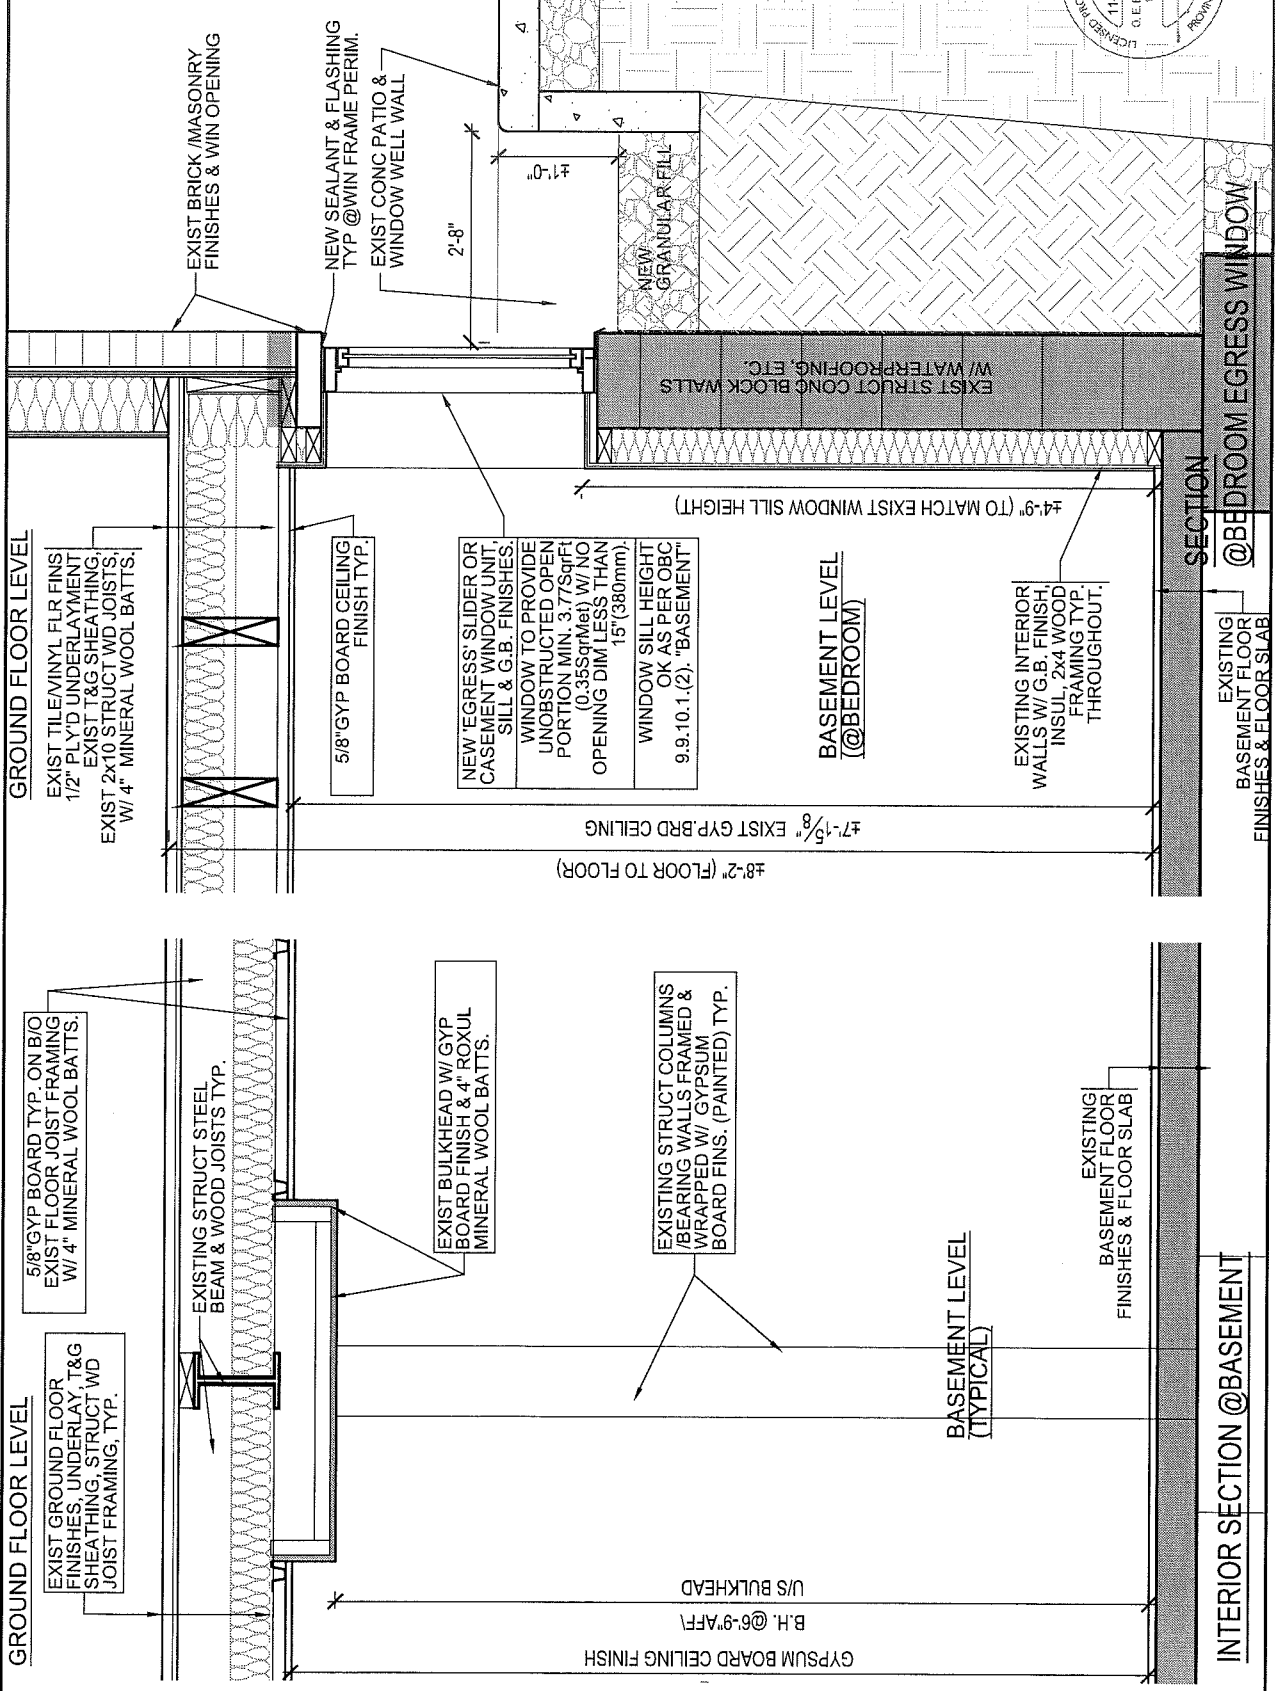 GROUND FLOOR LEVEL
EXIST GROUND FLOOR
FINISHES, UNDERLAY, T&G
SHEATHING, STRUCT WD
JOIST FRAMING, TYP.
5/8"GYP BOARD TYP. ON B/O
EXIST FLOOR JOIST FRAMING
W/ 4" MINERAL WOOL BATTS.
EXISTING STRUCT STEEL
BEAM & WOOD JOISTS TYP.
EXIST BULKHEAD W/ GYP
BOARD FINISH & 4" ROXUL
MINERAL WOOL BATTS.
EXISTING STRUCT COLUMNS
/BEARING WALLS FRAMED &
WRAPPED W/ GYPSUM
BOARD FINS. (PAINTED) TYP.
GYPSUM BOARD CEILING FINISH
B.H. @6'-9"AFF\
U/S BULKHEAD
BASEMENT LEVEL
(TYPICAL)
EXISTING
BASEMENT FLOOR
FINISHES & FLOOR SLAB
INTERIOR SECTION @BASEMENT
GROUND FLOOR LEVEL
EXIST TILE/VINYL FLR FINS
1/2" PLY'D UNDERLAYMENT
EXIST T&G SHEATHING,
EXIST 2x10 STRUCT WD JOISTS,
W/ 4" MINERAL WOOL BATTS.
5/8"GYP BOARD CEILING
FINISH TYP.
NEW 'EGRESS' SLIDER OR
CASEMENT WINDOW UNIT,
SILL & G.B. FINISHES.
WINDOW TO PROVIDE
UNOBSTRUCTED OPEN
PORTION MIN. 3.77SqrFt
(0.35SqrMet) W/ NO
OPENING DIM LESS THAN
15"(380mm).
WINDOW SILL HEIGHT
OK AS PER OBC
9.9.10.1.(2). "BASEMENT"
±8'-2" (FLOOR TO FLOOR)
±7'-1 5/8" EXIST GYP.BRD CEILING
±4'-9" (TO MATCH EXIST WINDOW SILL HEIGHT)
BASEMENT LEVEL
(@BEDROOM)
EXISTING INTERIOR
WALLS W/ G.B. FINISH,
INSUL, 2x4 WOOD
FRAMING TYP.
THROUGHOUT.
EXISTING
BASEMENT FLOOR
FINISHES & FLOOR SLAB
EXIST BRICK /MASONRY
FINISHES & WIN OPENING
NEW SEALANT & FLASHING
TYP @WIN FRAME PERIM.
EXIST CONC PATIO &
WINDOW WELL WALL
2'-8"
±1'-0"
NEW
GRANULAR FILL
EXIST STRUCT CONC BLOCK WALLS
W/ WATERPROOFING, ETC.
SECTION
@BEDROOM EGRESS WINDOW
LICENSED PRO
11-
O.E.E
PROVIN